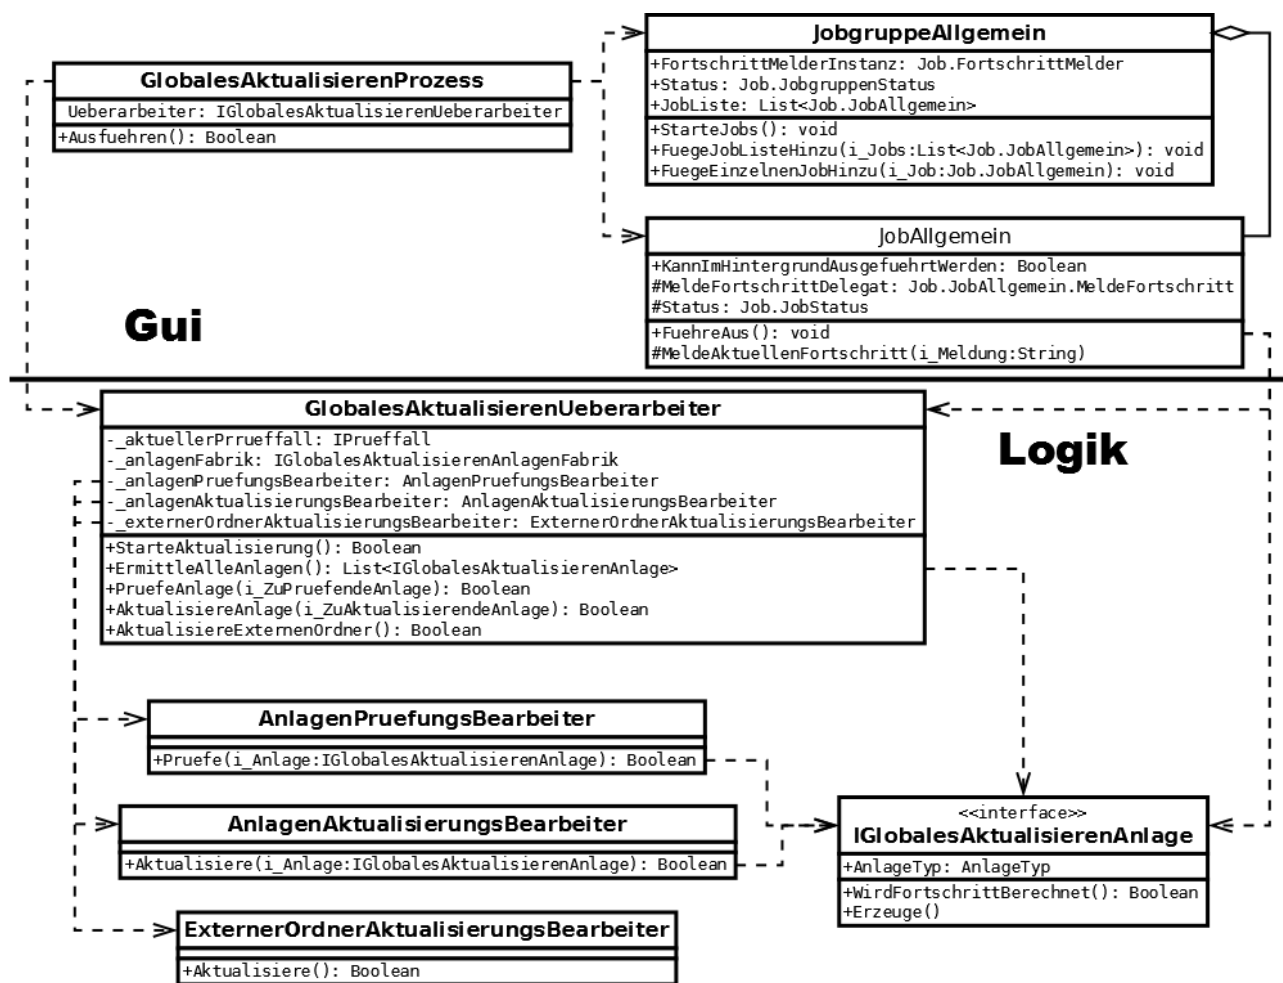 GlobalesAktualisierenProzess
Ueberarbeiter: IGlobalesAktualisierenUeberarbeiter
+Ausfuehren(): Boolean
JobgruppeAllgemein
+FortschrittMelderInstanz: Job.FortschrittMelder
+Status: Job.JobgruppenStatus
+JobListe: List<Job.JobAllgemein>
+StarteJobs(): void
+FuegeJobListeHinzu(i_Jobs:List<Job.JobAllgemein>): void
+FuegeEinzelnenJobHinzu(i_Job:Job.JobAllgemein): void
JobAllgemein
+KannImHintergrundAusgefuehrtWerden: Boolean
#MeldeFortschrittDelegat: Job.JobAllgemein.MeldeFortschritt
#Status: Job.JobStatus
+FuehreAus(): void
#MeldeAktuellenFortschritt(i_Meldung:String)
Gui
Logik
GlobalesAktualisierenUeberarbeiter
-_aktuellerPrrueffall: IPrueffall
-_anlagenFabrik: IGlobalesAktualisierenAnlagenFabrik
-_anlagenPruefungsBearbeiter: AnlagenPruefungsBearbeiter
-_anlagenAktualisierungsBearbeiter: AnlagenAktualisierungsBearbeiter
-_externerOrdnerAktualisierungsBearbeiter: ExternerOrdnerAktualisierungsBearbeiter
+StarteAktualisierung(): Boolean
+ErmittleAlleAnlagen(): List<IGlobalesAktualisierenAnlage>
+PruefeAnlage(i_ZuPruefendeAnlage): Boolean
+AktualisiereAnlage(i_ZuAktualisierendeAnlage): Boolean
+AktualisiereExternenOrdner(): Boolean
AnlagenPruefungsBearbeiter
+Pruefe(i_Anlage:IGlobalesAktualisierenAnlage): Boolean
AnlagenAktualisierungsBearbeiter
+Aktualisiere(i_Anlage:IGlobalesAktualisierenAnlage): Boolean
ExternerOrdnerAktualisierungsBearbeiter
+Aktualisiere(): Boolean
<<interface>>
IGlobalesAktualisierenAnlage
+AnlageTyp: AnlageTyp
+WirdFortschrittBerechnet(): Boolean
+Erzeuge()